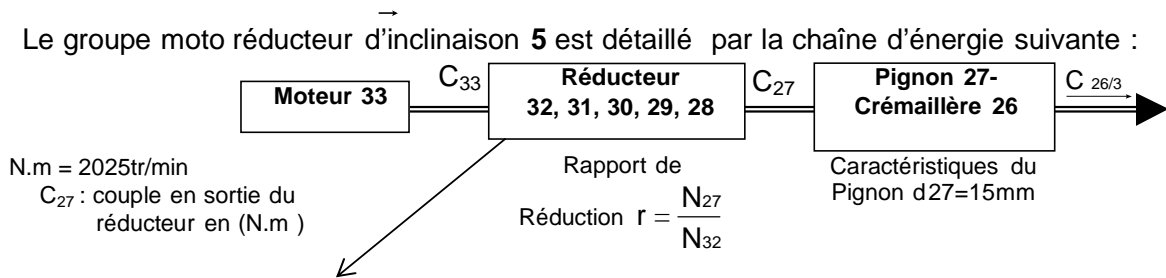 Le groupe moto réducteur d'inclinaison 5 est détaillé par la chaîne d'énergie suivante :
Moteur 33
C33
Réducteur
32, 31, 30, 29, 28
C27
Pignon 27-
Crémaillère 26
C 26/3
N.m = 2025tr/min
C27 : couple en sortie du
réducteur en (N.m )
Rapport de
Réduction r = N27/N32
Caractéristiques du
Pignon d27=15mm